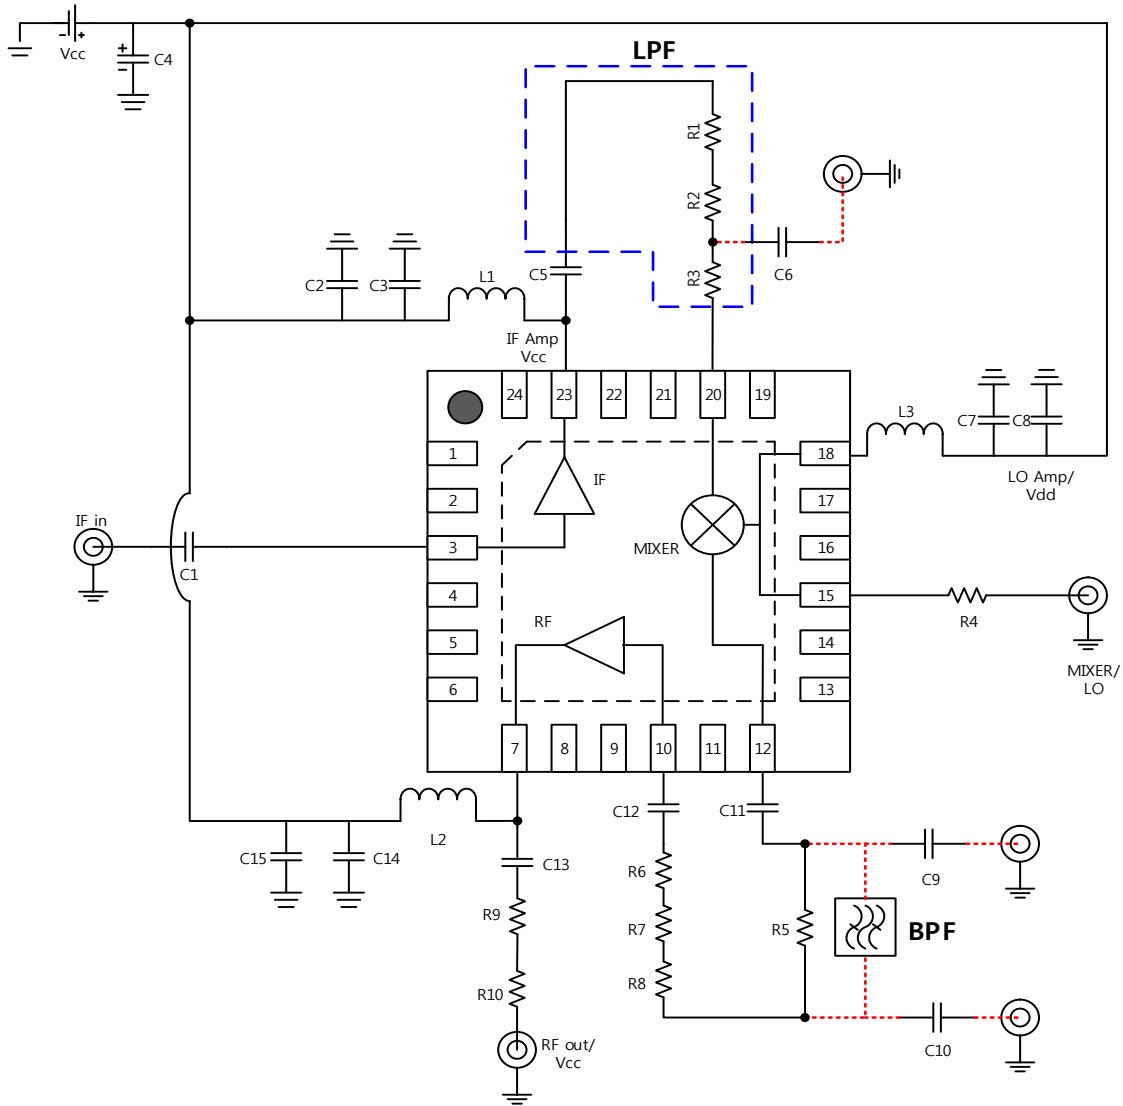 LPF
Vcc
C4
R1
R2
R3
C6
C2
C3
L1
C5
IF Amp
Vcc
24
23
22
21
20
19
L3
C7
C8
LO Amp/
Vdd
1
2
3
4
5
6
IF
MIXER
RF
18
17
16
15
14
13
IF in
C1
R4
MIXER/
LO
7
8
9
10
11
12
L2
C15
C14
C13
R9
R10
RF out/
Vcc
C12
C11
R6
R7
R8
R5
C9
BPF
C10